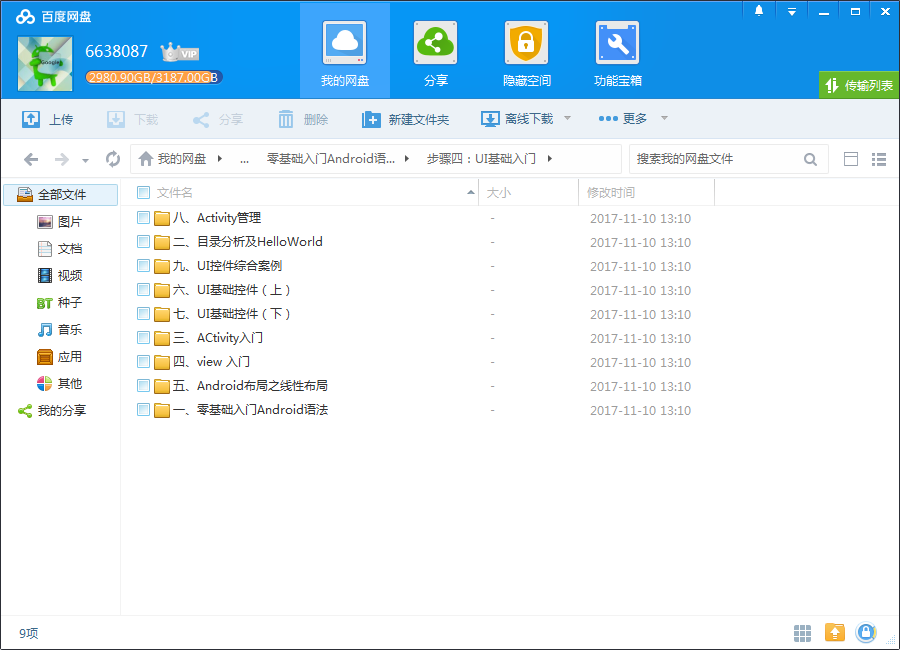 百度网盘
6638087 VIP
2980.90GB/3187.00GB
我的网盘 分享 隐藏空间 功能宝箱
传输列表
上传 下载 分享 删除 新建文件夹 离线下载 更多
我的网盘 ... 零基础入门Android语... 步骤四：UI基础入门 搜索我的网盘文件
全部文件
图片
文档
视频
BT 种子
音乐
应用
其他
我的分享
文件名 大小 修改时间
八、Activity管理 - 2017-11-10 13:10
二、目录分析及HelloWorld - 2017-11-10 13:10
九、UI控件综合案例 - 2017-11-10 13:10
六、UI基础控件（上） - 2017-11-10 13:10
七、UI基础控件（下） - 2017-11-10 13:10
三、ACtivity入门 - 2017-11-10 13:10
四、view 入门 - 2017-11-10 13:10
五、Android布局之线性布局 - 2017-11-10 13:10
一、零基础入门Android语法 - 2017-11-10 13:10
9项